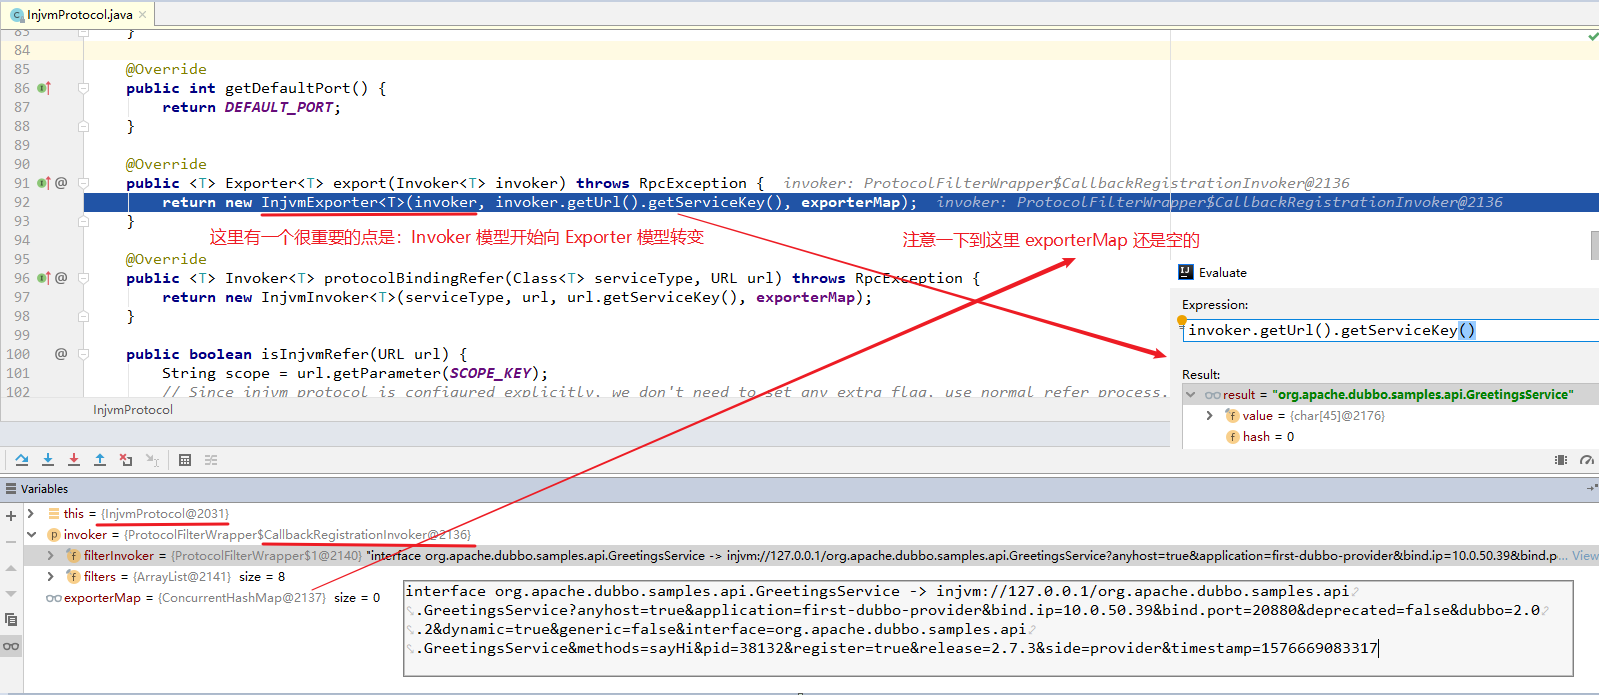 InjvmProtocol.java
83 }
84
85 @Override
86 public int getDefaultPort() {
87 return DEFAULT_PORT;
88 }
89
90 @Override
91 public <T> Exporter<T> export(Invoker<T> invoker) throws RpcException { invoker: ProtocolFilterWrapper$CallbackRegistrationInvoker@2136
92 return new InjvmExporter<T>(invoker, invoker.getUrl().getServiceKey(), exporterMap); invoker: ProtocolFilterWrapper$CallbackRegistrationInvoker@2136
93 }
这里有一个很重要的点是：Invoker 模型开始向 Exporter 模型转变
注意一下到这里 exporterMap 还是空的
94
95 @Override
96 public <T> Invoker<T> protocolBindingRefer(Class<T> serviceType, URL url) throws RpcException {
97 return new InjvmInvoker<T>(serviceType, url, url.getServiceKey(), exporterMap);
98 }
99
100 public boolean isInjvmRefer(URL url) {
101 String scope = url.getParameter(SCOPE_KEY);
102 // Since injvm protocol is configured explicitly, we don't need to set any extra flag, use normal refer process.
InjvmProtocol
Evaluate
Expression:
invoker.getUrl().getServiceKey()
Result:
result = "org.apache.dubbo.samples.api.GreetingsService"
value = {char[45]@2176}
hash = 0
Variables
this = {InjvmProtocol@2031}
invoker = {ProtocolFilterWrapper$CallbackRegistrationInvoker@2136}
filterInvoker = {ProtocolFilterWrapper$1@2140} "interface org.apache.dubbo.samples.api.GreetingsService -> injvm://127.0.0.1/org.apache.dubbo.samples.api.GreetingsService?anyhost=true&application=first-dubbo-provider&bind.ip=10.0.50.39&bind.p... View
filters = {ArrayList@2141} size = 8
exporterMap = {ConcurrentHashMap@2137} size = 0
interface org.apache.dubbo.samples.api.GreetingsService -> injvm://127.0.0.1/org.apache.dubbo.samples.api
.GreetingsService?anyhost=true&application=first-dubbo-provider&bind.ip=10.0.50.39&bind.port=20880&deprecated=false&dubbo=2.0
.2&dynamic=true&generic=false&interface=org.apache.dubbo.samples.api
.GreetingsService&methods=sayHi&pid=38132&register=true&release=2.7.3&side=provider&timestamp=1576669083317